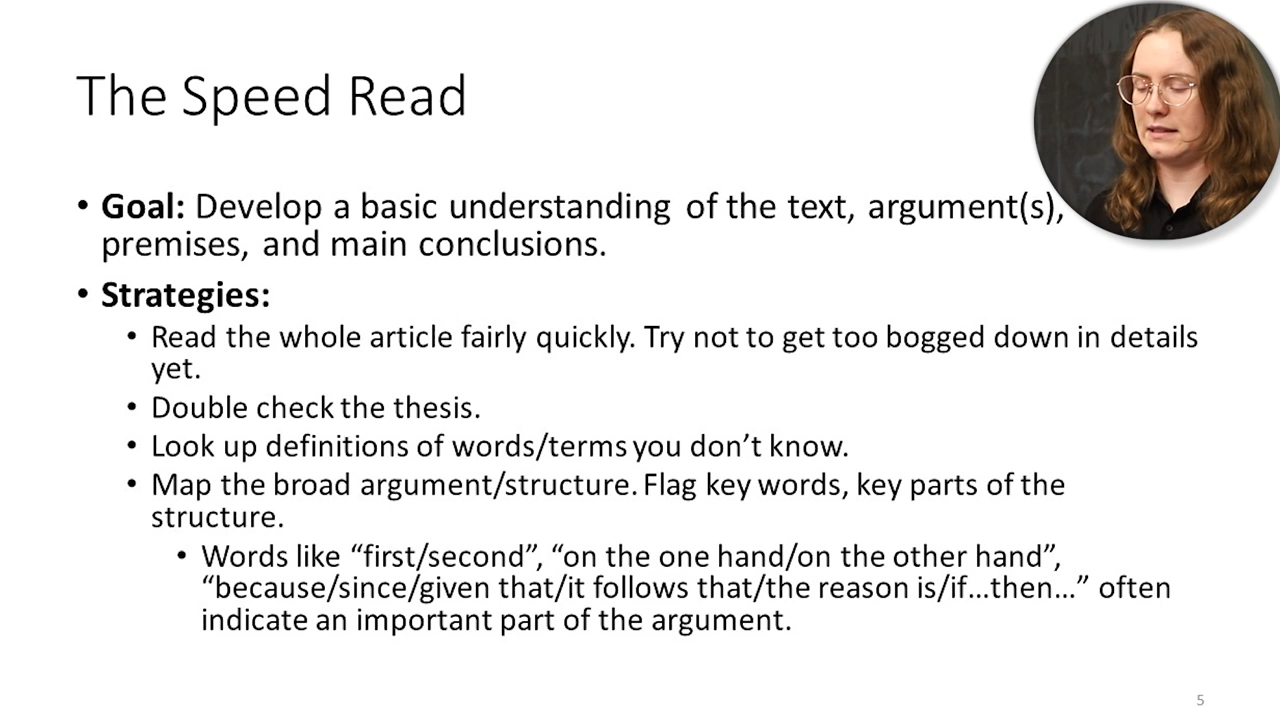 The Speed Read
• Goal: Develop a basic understanding of the text, argument(s),
premises, and main conclusions.
• Strategies:
• Read the whole article fairly quickly. Try not to get too bogged down in details
yet.
• Double check the thesis.
• Look up definitions of words/terms you don’t know.
• Map the broad argument/structure. Flag key words, key parts of the
structure.
• Words like “first/second”, “on the one hand/on the other hand”,
“because/since/given that/it follows that/the reason is/if…then…” often
indicate an important part of the argument.
5